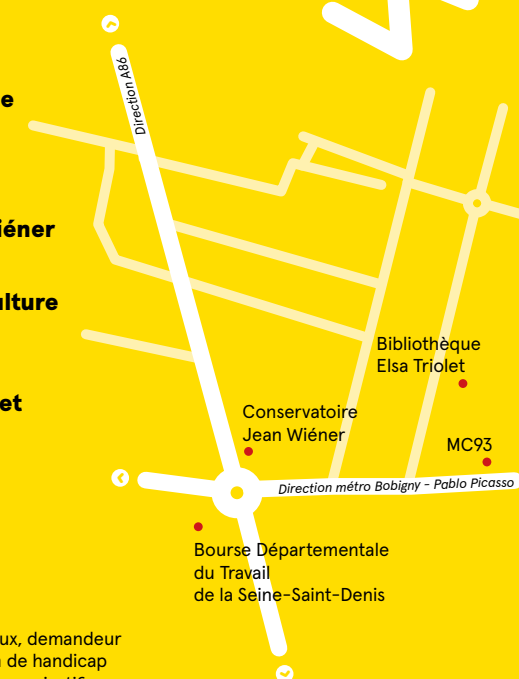 Direction A86
e
iéner
ulture
et
Bibliothèque
Elsa Triolet
Conservatoire
Jean Wiéner
MC93
Direction métro Bobigny - Pablo Picasso
Bourse Départementale
du Travail
de la Seine-Saint-Denis
ux, demandeur
de handicap